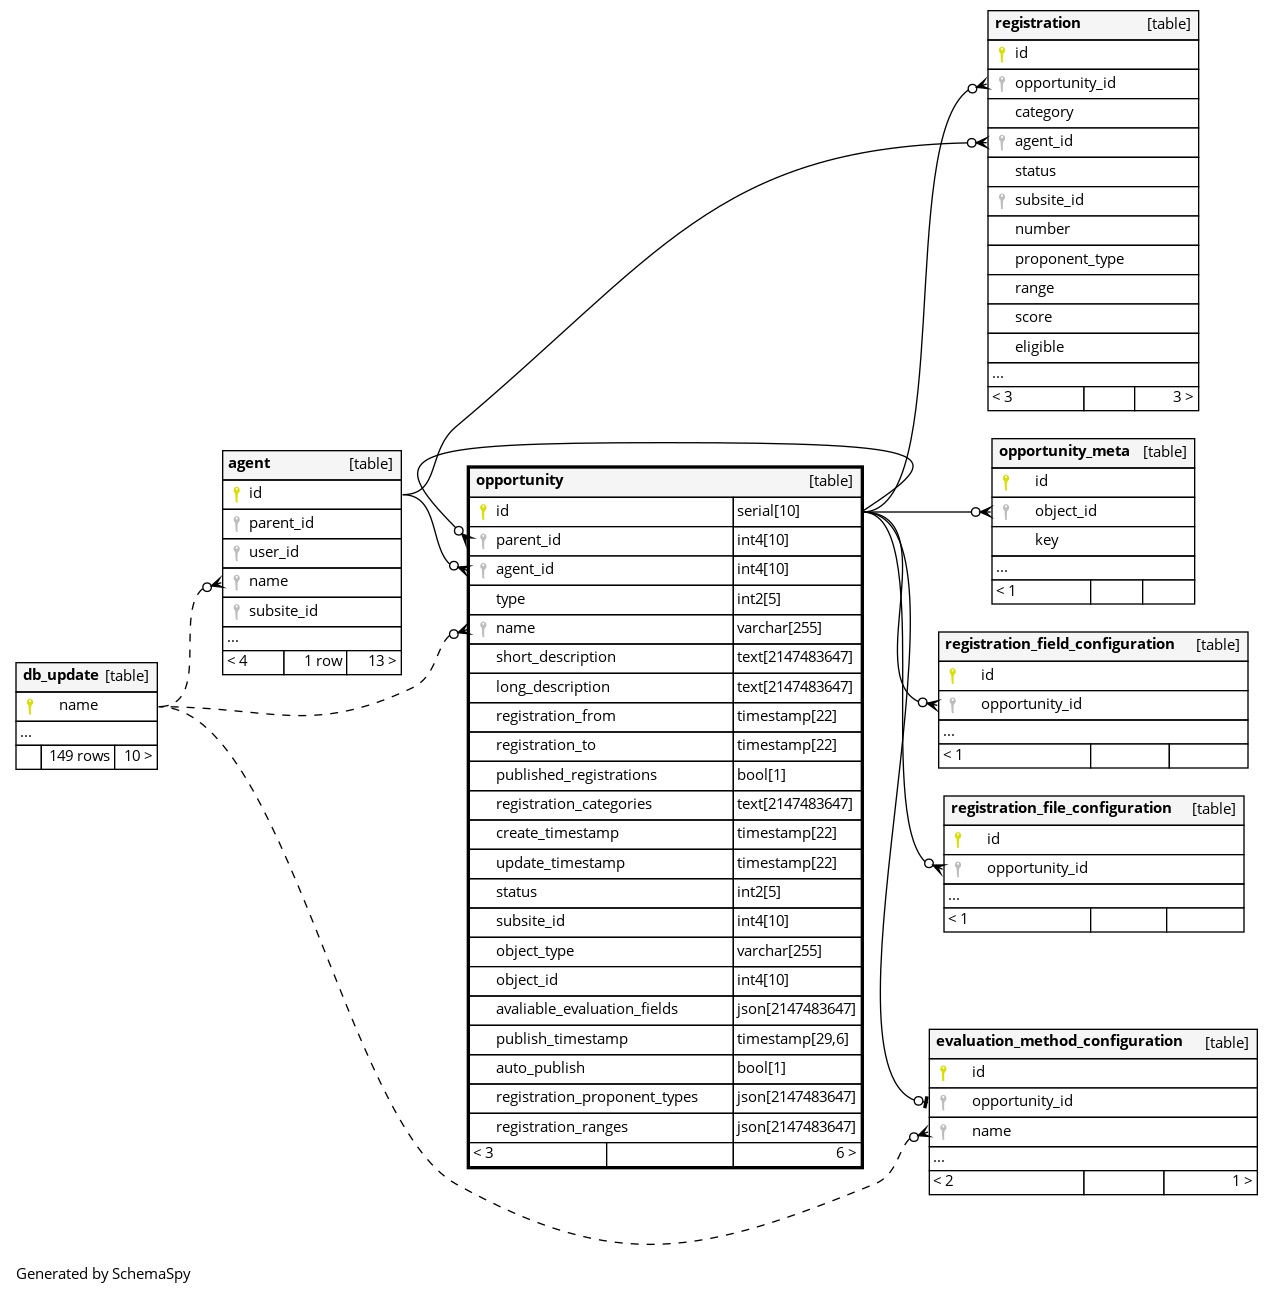 registration [table]
id
opportunity_id
category
agent_id
status
subsite_id
number
proponent_type
range
score
eligible
...
< 3 3 >
opportunity_meta [table]
id
object_id
key
...
< 1
agent [table]
id
parent_id
user_id
name
subsite_id
...
< 4 1 row 13 >
opportunity [table]
id serial[10]
parent_id int4[10]
agent_id int4[10]
type int2[5]
name varchar[255]
short_description text[2147483647]
long_description text[2147483647]
registration_from timestamp[22]
registration_to timestamp[22]
published_registrations bool[1]
registration_categories text[2147483647]
create_timestamp timestamp[22]
update_timestamp timestamp[22]
status int2[5]
subsite_id int4[10]
object_type varchar[255]
object_id int4[10]
avaliable_evaluation_fields json[2147483647]
publish_timestamp timestamp[29,6]
auto_publish bool[1]
registration_proponent_types json[2147483647]
registration_ranges json[2147483647]
< 3 6 >
db_update [table]
name
...
149 rows 10 >
registration_field_configuration [table]
id
opportunity_id
...
< 1
registration_file_configuration [table]
id
opportunity_id
...
< 1
evaluation_method_configuration [table]
id
opportunity_id
name
...
< 2 1 >
Generated by SchemaSpy